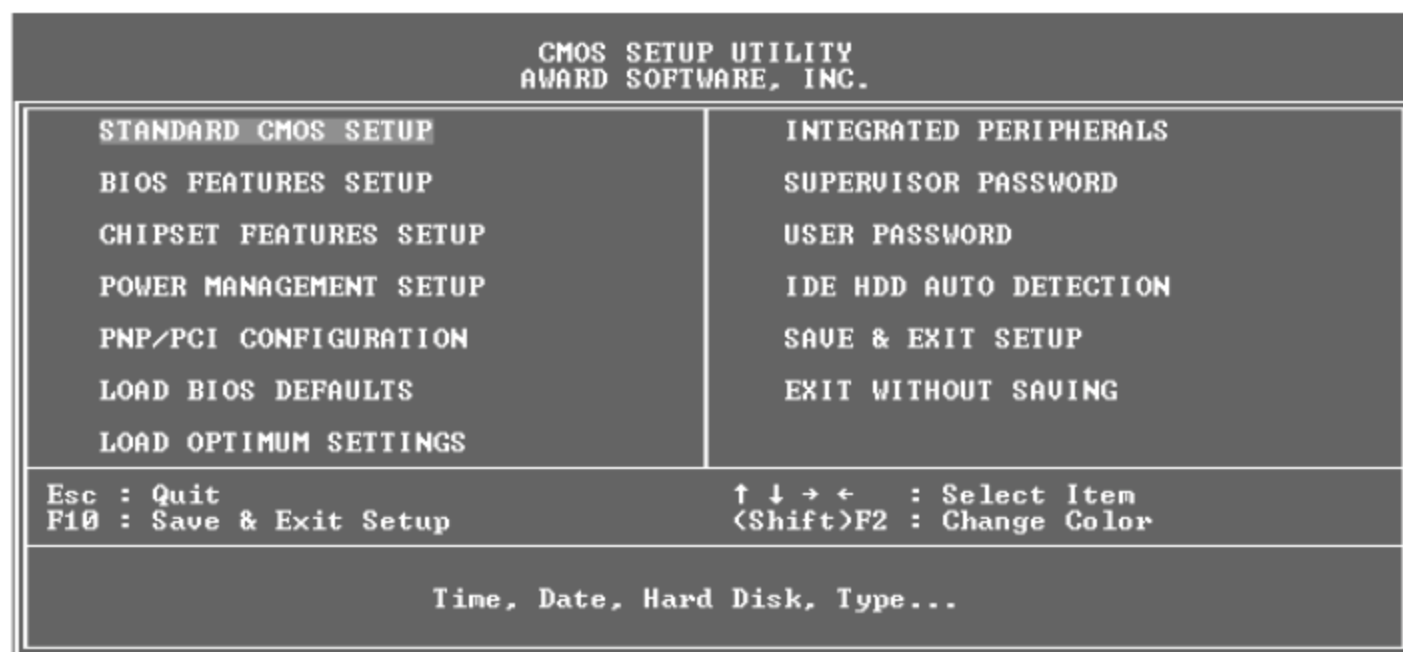 CMOS SETUP UTILITY
AWARD SOFTWARE, INC.
STANDARD CMOS SETUP
BIOS FEATURES SETUP
CHIPSET FEATURES SETUP
POWER MANAGEMENT SETUP
PNP/PCI CONFIGURATION
LOAD BIOS DEFAULTS
LOAD OPTIMUM SETTINGS
INTEGRATED PERIPHERALS
SUPERVISOR PASSWORD
USER PASSWORD
IDE HDD AUTO DETECTION
SAVE & EXIT SETUP
EXIT WITHOUT SAVING
Esc : Quit
F10 : Save & Exit Setup
↑ ↓ → ← : Select Item
(Shift)F2 : Change Color
Time, Date, Hard Disk, Type...